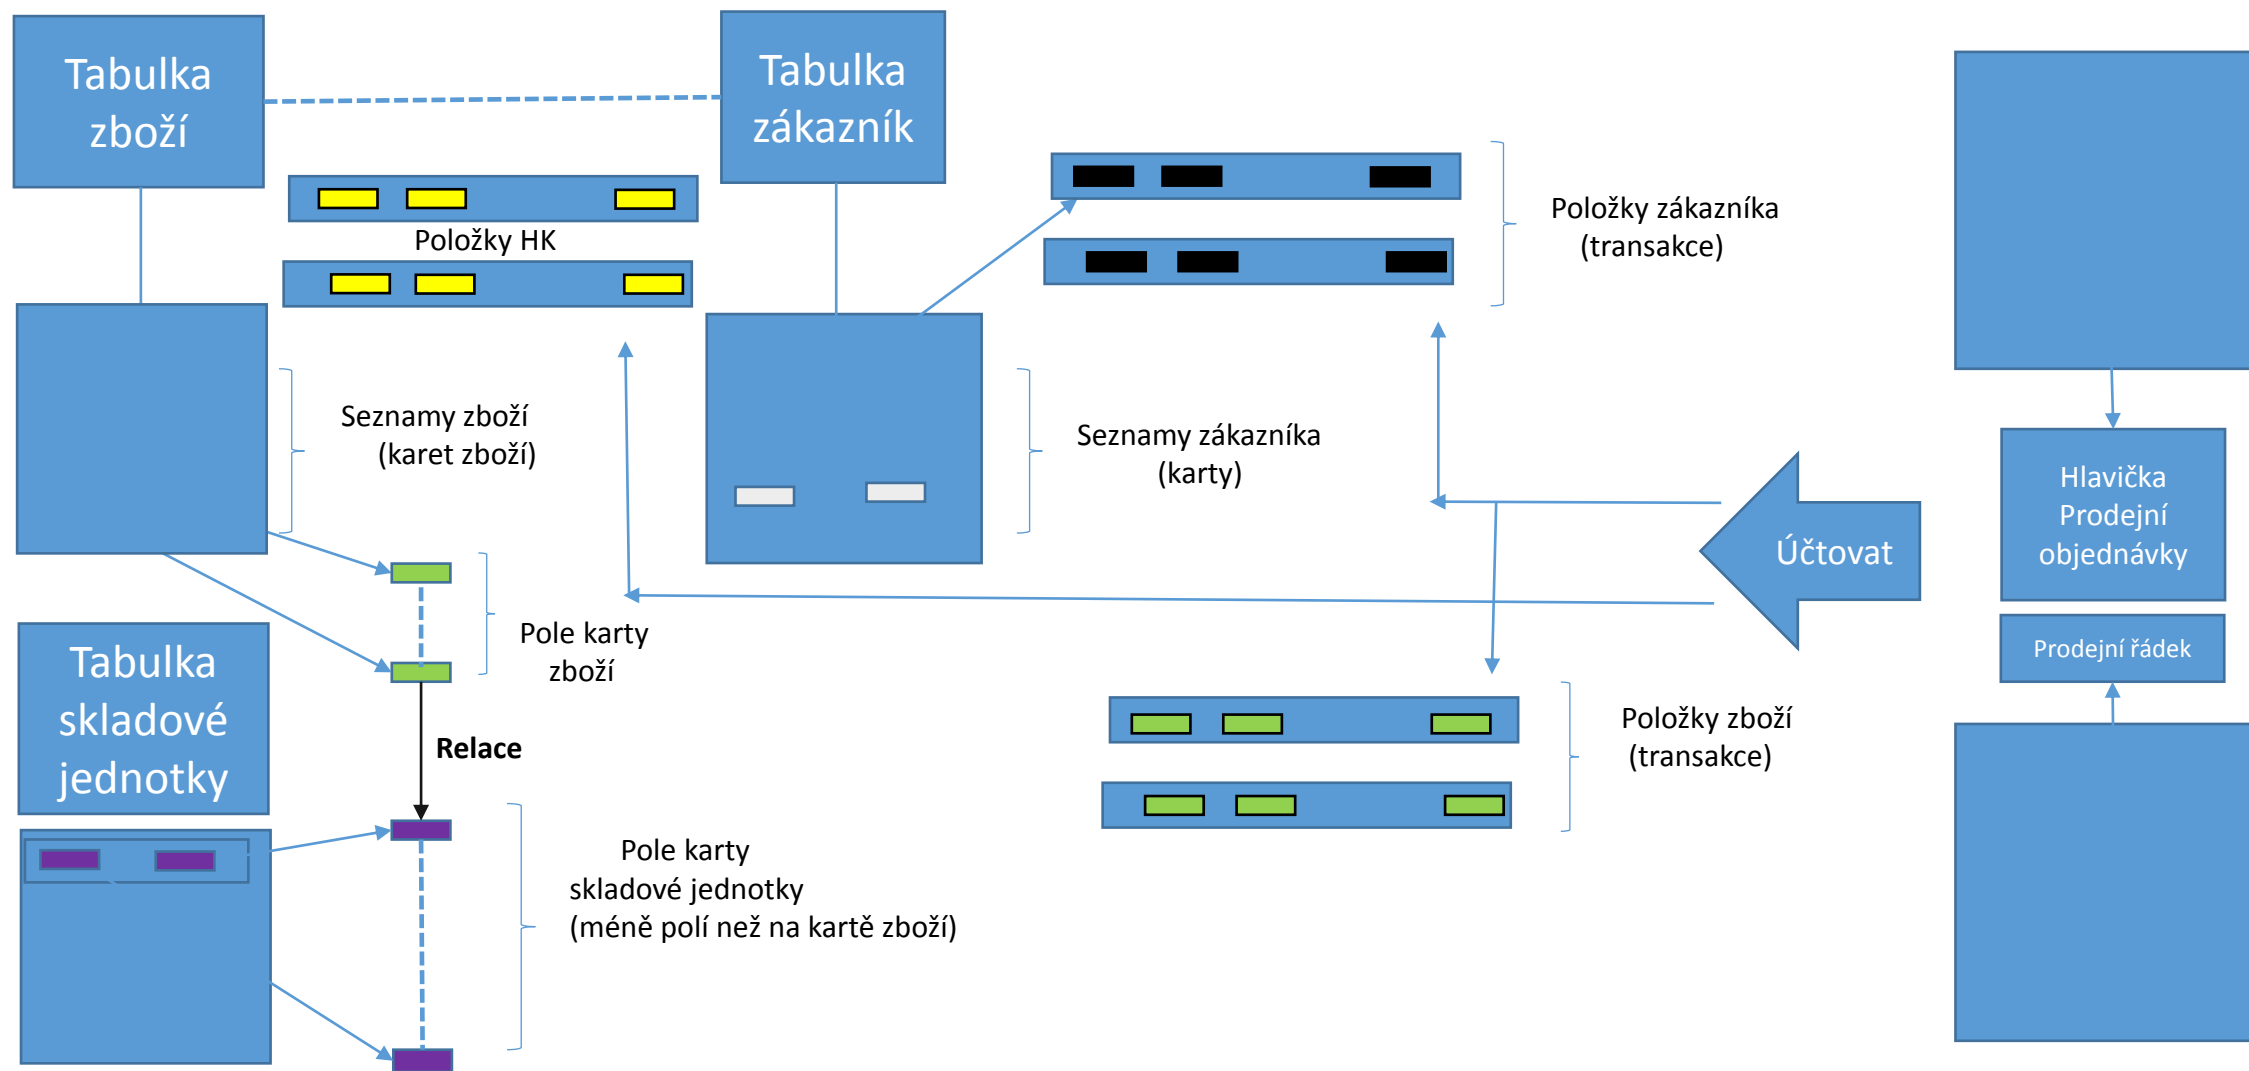 Tabulka
zboží
Tabulka
zákazník
Položky HK
Položky zákazníka
(transakce)
Seznamy zboží
(karet zboží)
Seznamy zákazníka
(karty)
Účtovat
Hlavička
Prodejní
objednávky
Prodejní řádek
Pole karty
zboží
Tabulka
skladové
jednotky
Relace
Položky zboží
(transakce)
Pole karty
skladové jednotky
(méně polí než na kartě zboží)